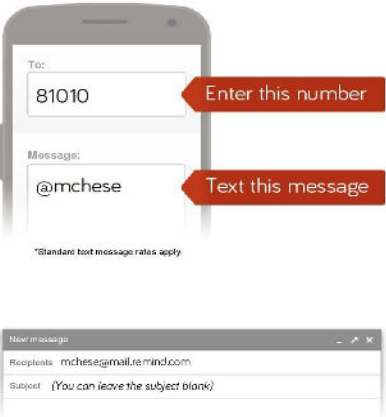 To:
81010
Enter this number
Message:
@mchese
Text this message
*Standard text message rates apply
New message
Recipients mchese@mail.remind.com
Subject (You can leave the subject blank)